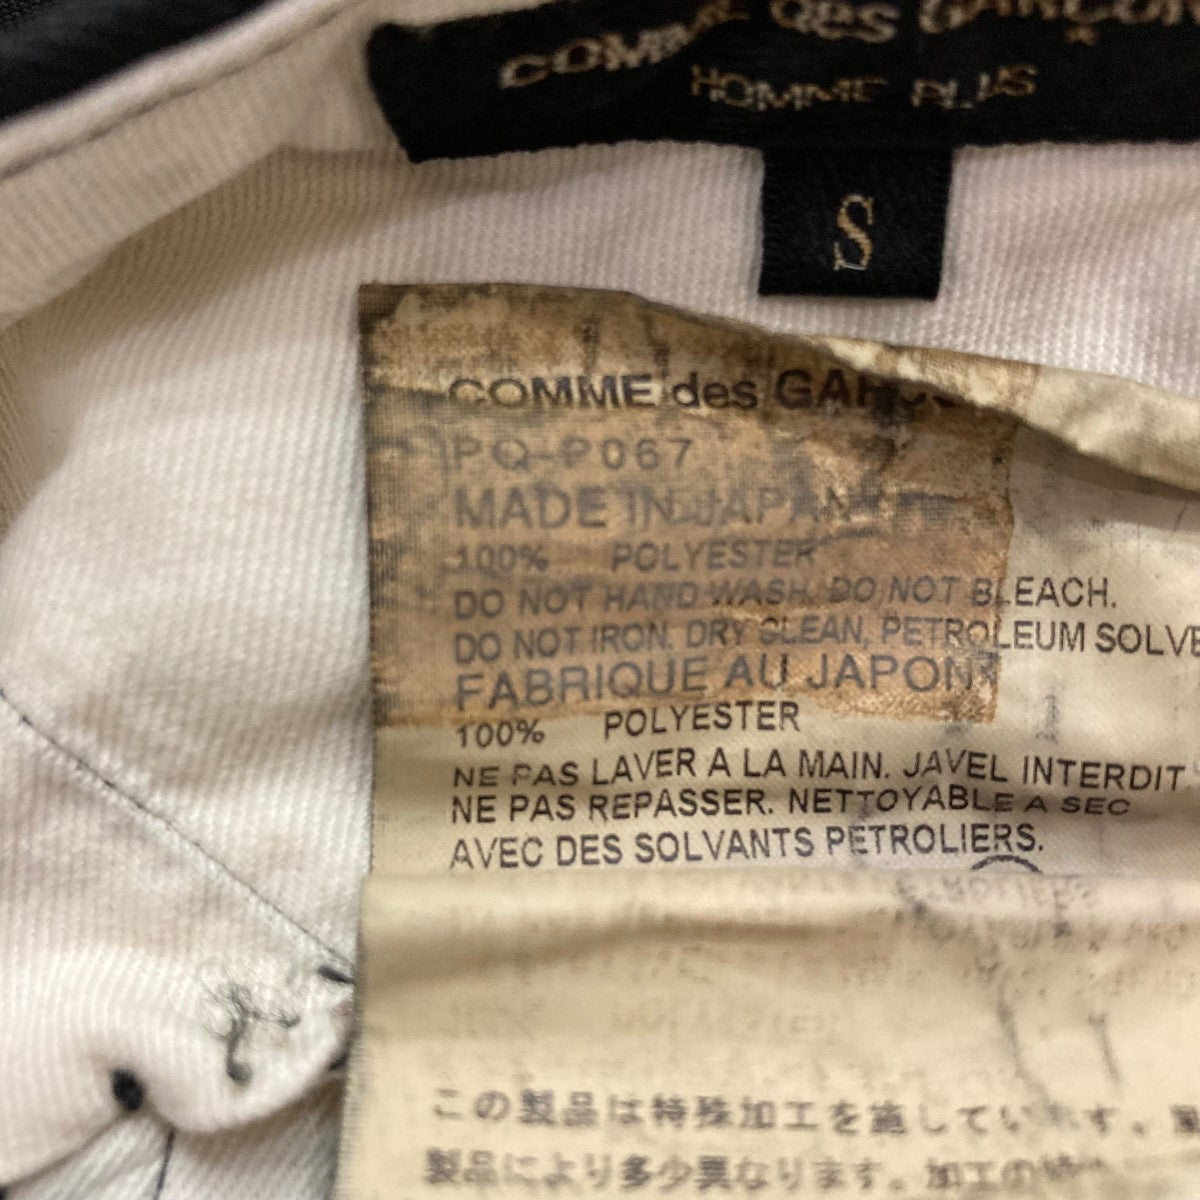 COMME des GARÇON
HOMME PLUS
S
COMME des GARÇO
PQ-P067
MADE IN JAPAN
100% POLYESTER
DO NOT HAND WASH. DO NOT BLEACH.
DO NOT IRON. DRY CLEAN. PETROLEUM SOLVE
FABRIQUE AU JAPON
100% POLYESTER
NE PAS LAVER A LA MAIN. JAVEL INTERDIT
NE PAS REPASSER. NETTOYABLE A SEC
AVEC DES SOLVANTS PETROLIERS.
この製品は特殊加工を施しています。
製品により多少異なります。加工の